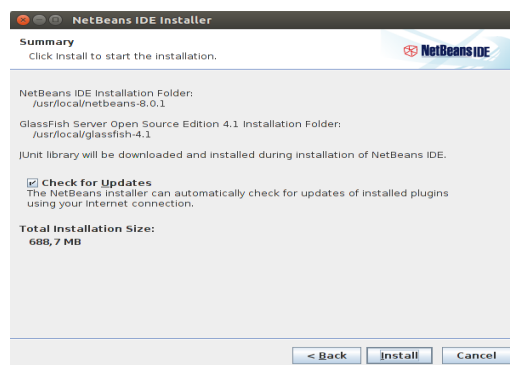 NetBeans IDE Installer
Summary
Click Install to start the installation.
NetBeans IDE
NetBeans IDE Installation Folder:
/usr/local/netbeans-8.0.1
GlassFish Server Open Source Edition 4.1 Installation Folder:
/usr/local/glassfish-4.1
JUnit library will be downloaded and installed during installation of NetBeans IDE.
Check for Updates
The NetBeans installer can automatically check for updates of installed plugins
using your Internet connection.
Total Installation Size:
688,7 MB
< Back Install Cancel